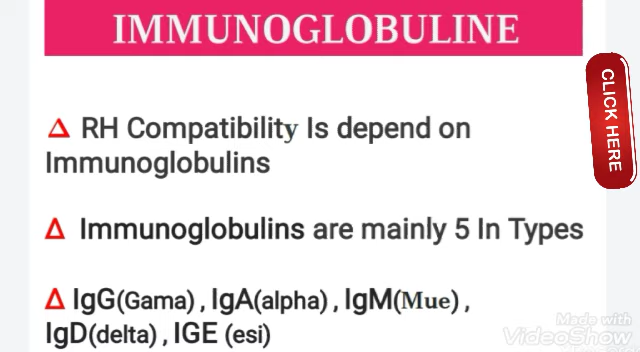 IMMUNOGLOBULINE
CLICK HERE
Δ RH Compatibility Is depend on
Immunoglobulins
Δ Immunoglobulins are mainly 5 In Types
Δ IgG(Gama) , IgA(alpha) , IgM(Mue) ,
IgD(delta) , IGE (esi)
Made with
VideoShow